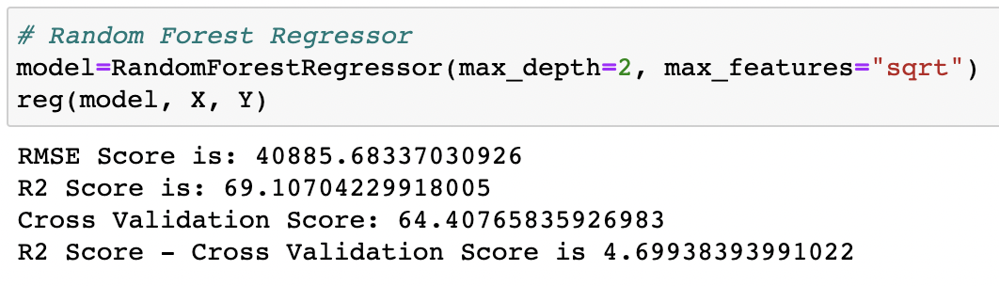 # Random Forest Regressor
model=RandomForestRegressor(max_depth=2, max_features="sqrt")
reg(model, X, Y)
RMSE Score is: 40885.68337030926
R2 Score is: 69.10704229918005
Cross Validation Score: 64.40765835926983
R2 Score - Cross Validation Score is 4.69938393991022